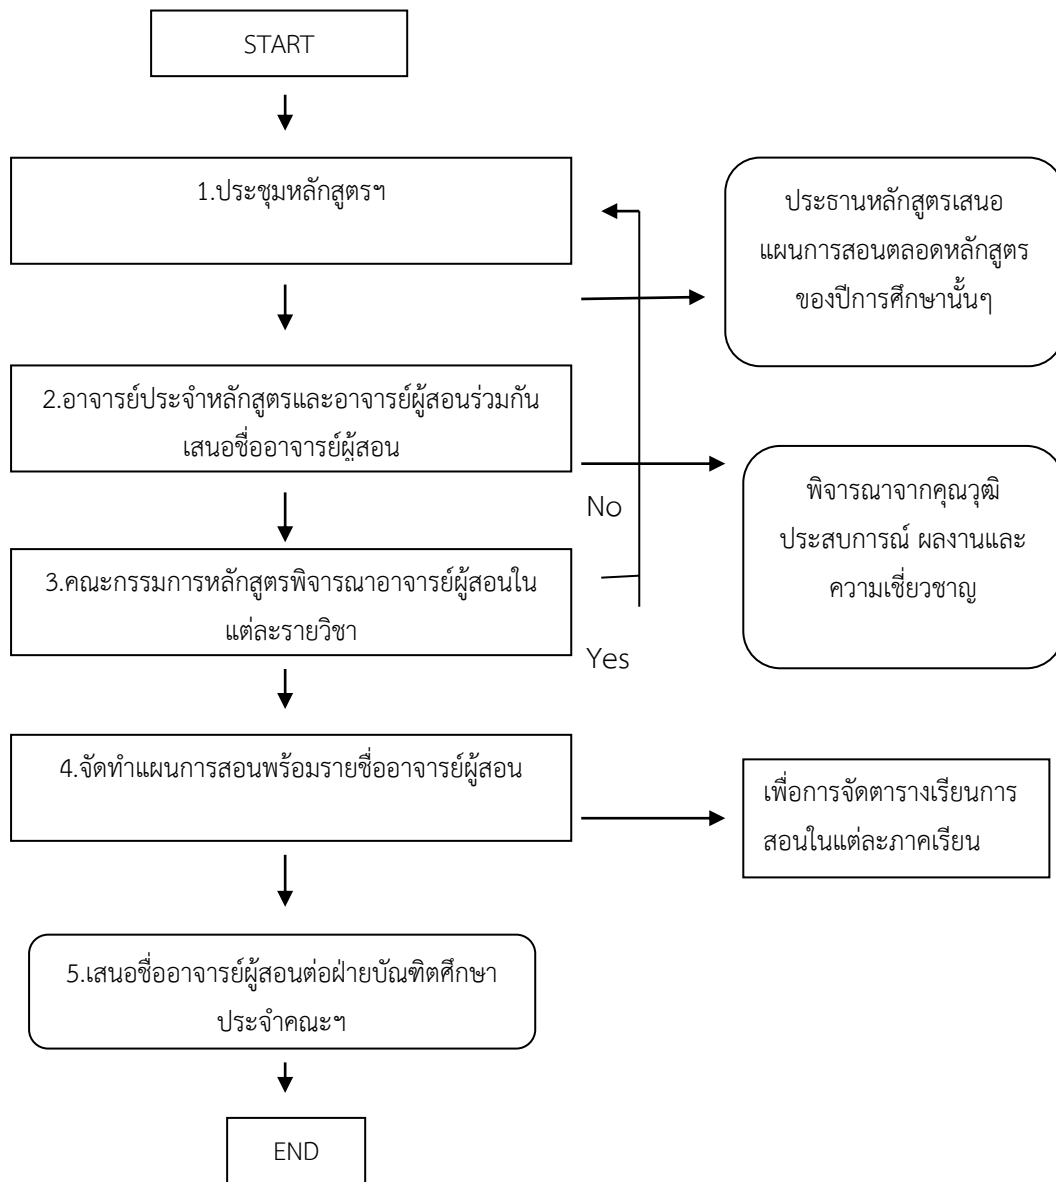 START
1.ประชุมหลักสูตรฯ
ประธานหลักสูตรเสนอ
แผนการสอนตลอดหลักสูตร
ของปีการศึกษานั้นๆ
2.อาจารย์ประจำหลักสูตรและอาจารย์ผู้สอนร่วมกัน
เสนอชื่ออาจารย์ผู้สอน
พิจารณาจากคุณวุฒิ
ประสบการณ์ ผลงานและ
ความเชี่ยวชาญ
No
3.คณะกรรมการหลักสูตรพิจารณาอาจารย์ผู้สอนใน
แต่ละรายวิชา
Yes
4.จัดทำแผนการสอนพร้อมรายชื่ออาจารย์ผู้สอน
เพื่อการจัดตารางเรียนการ
สอนในแต่ละภาคเรียน
5.เสนอชื่ออาจารย์ผู้สอนต่อฝ่ายบัณฑิตศึกษา
ประจำคณะฯ
END